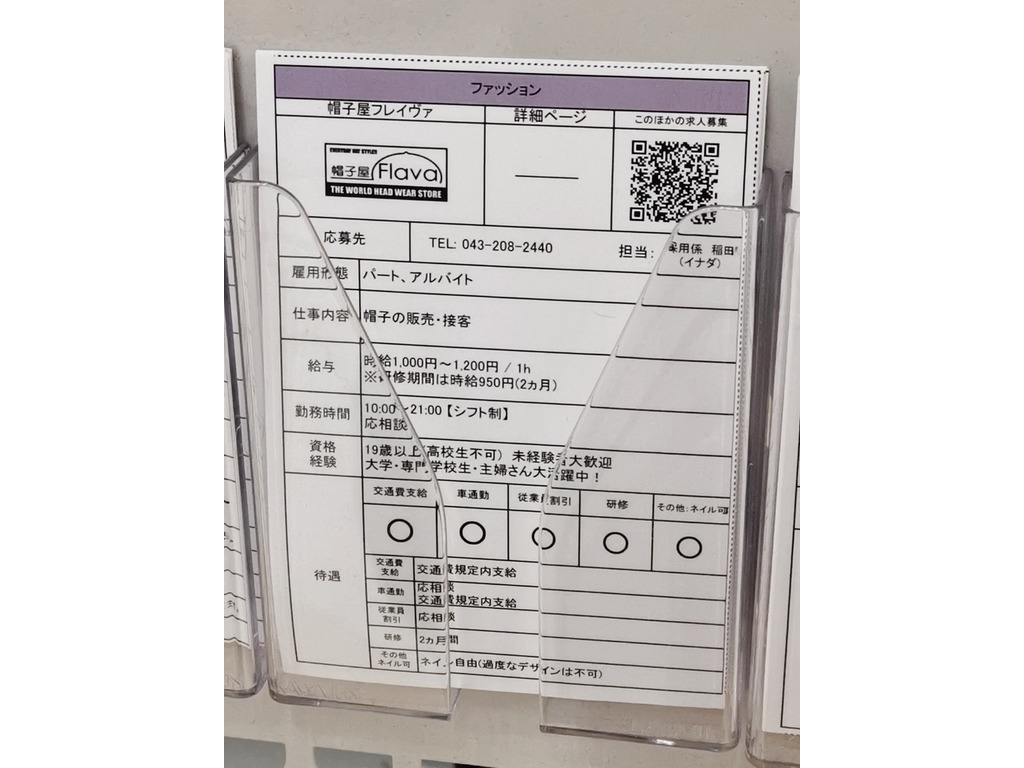 ファッション
帽子屋フレイヴァ
詳細ページ
このほかの求人募集
EVERYDAY HAT STYLES
帽子屋 Flava
THE WORLD HEAD WEAR STORE
応募先
TEL: 043-208-2440
担当:
採用係 稲田
(イナダ)
雇用形態
パート、アルバイト
仕事内容
帽子の販売・接客
給与
時給1,000円～1,200円 / 1h
※研修期間は時給950円(2ヵ月)
勤務時間
10:00～21:00【シフト制】
応相談
資格
経験
19歳以上(高校生不可) 未経験者大歓迎
大学・専門学校生・主婦さん大活躍中！
待遇
交通費支給 車通勤 従業員割引 研修 その他:ネイル可
○ ○ ○ ○ ○
交通費
支給
交通費規定内支給
車通勤
応相談
交通費規定内支給
従業員
割引
応相談
研修
2ヵ月間
その他
ネイル可
ネイル自由(過度なデザインは不可)